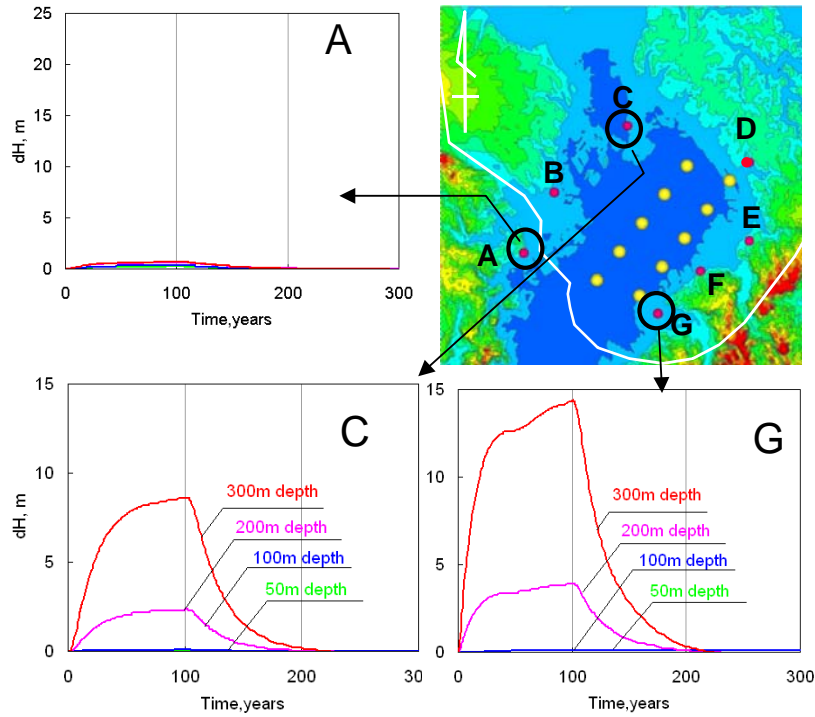 A
25
20
15
10
5
0
dH, m
0 100 200 300
Time,years
C
D
B
E
A
F
G
15
10
5
0
dH, m
C
300m depth
200m depth
100m depth
50m depth
0 100 200 30
Time,years
15
10
5
0
G
300m depth
200m depth
100m depth
50m depth
0 100 200 300
Time,years